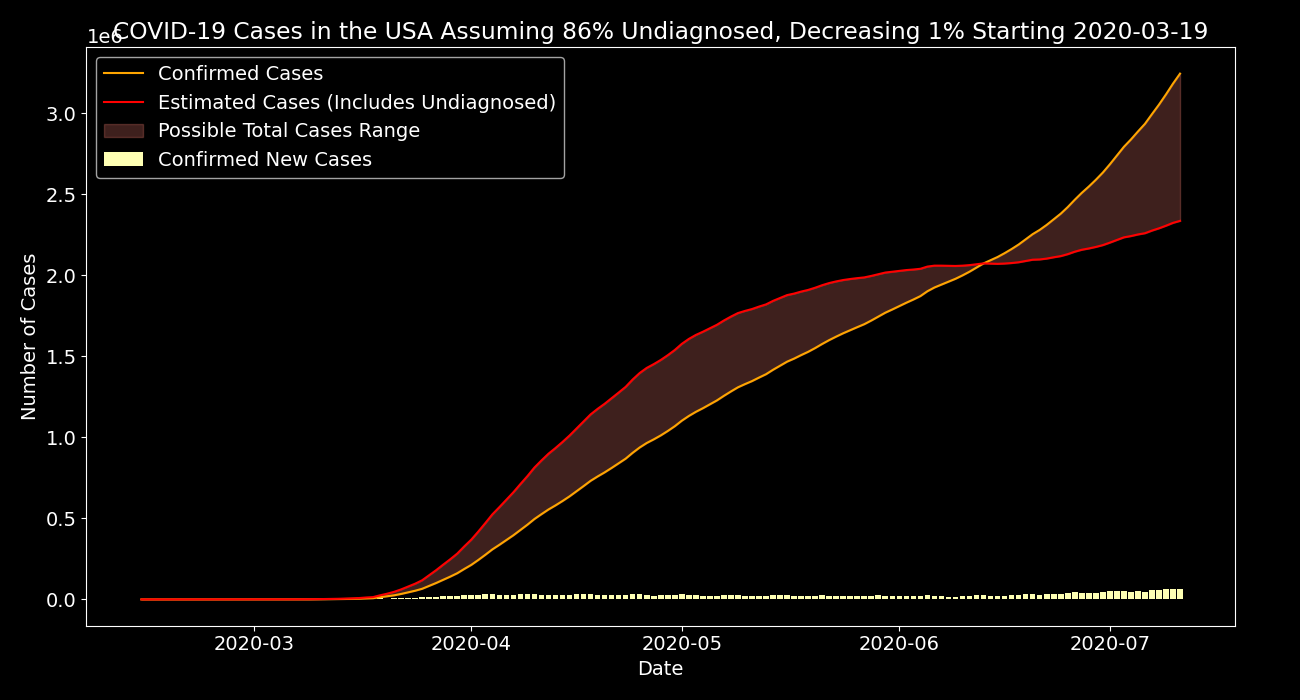 COVID-19 Cases in the USA Assuming 86% Undiagnosed, Decreasing 1% Starting 2020-03-19
1e6
Confirmed Cases
Estimated Cases (Includes Undiagnosed)
Possible Total Cases Range
Confirmed New Cases
3.0
2.5
2.0
1.5
1.0
0.5
0.0
Number of Cases
2020-03 2020-04 2020-05 2020-06 2020-07
Date